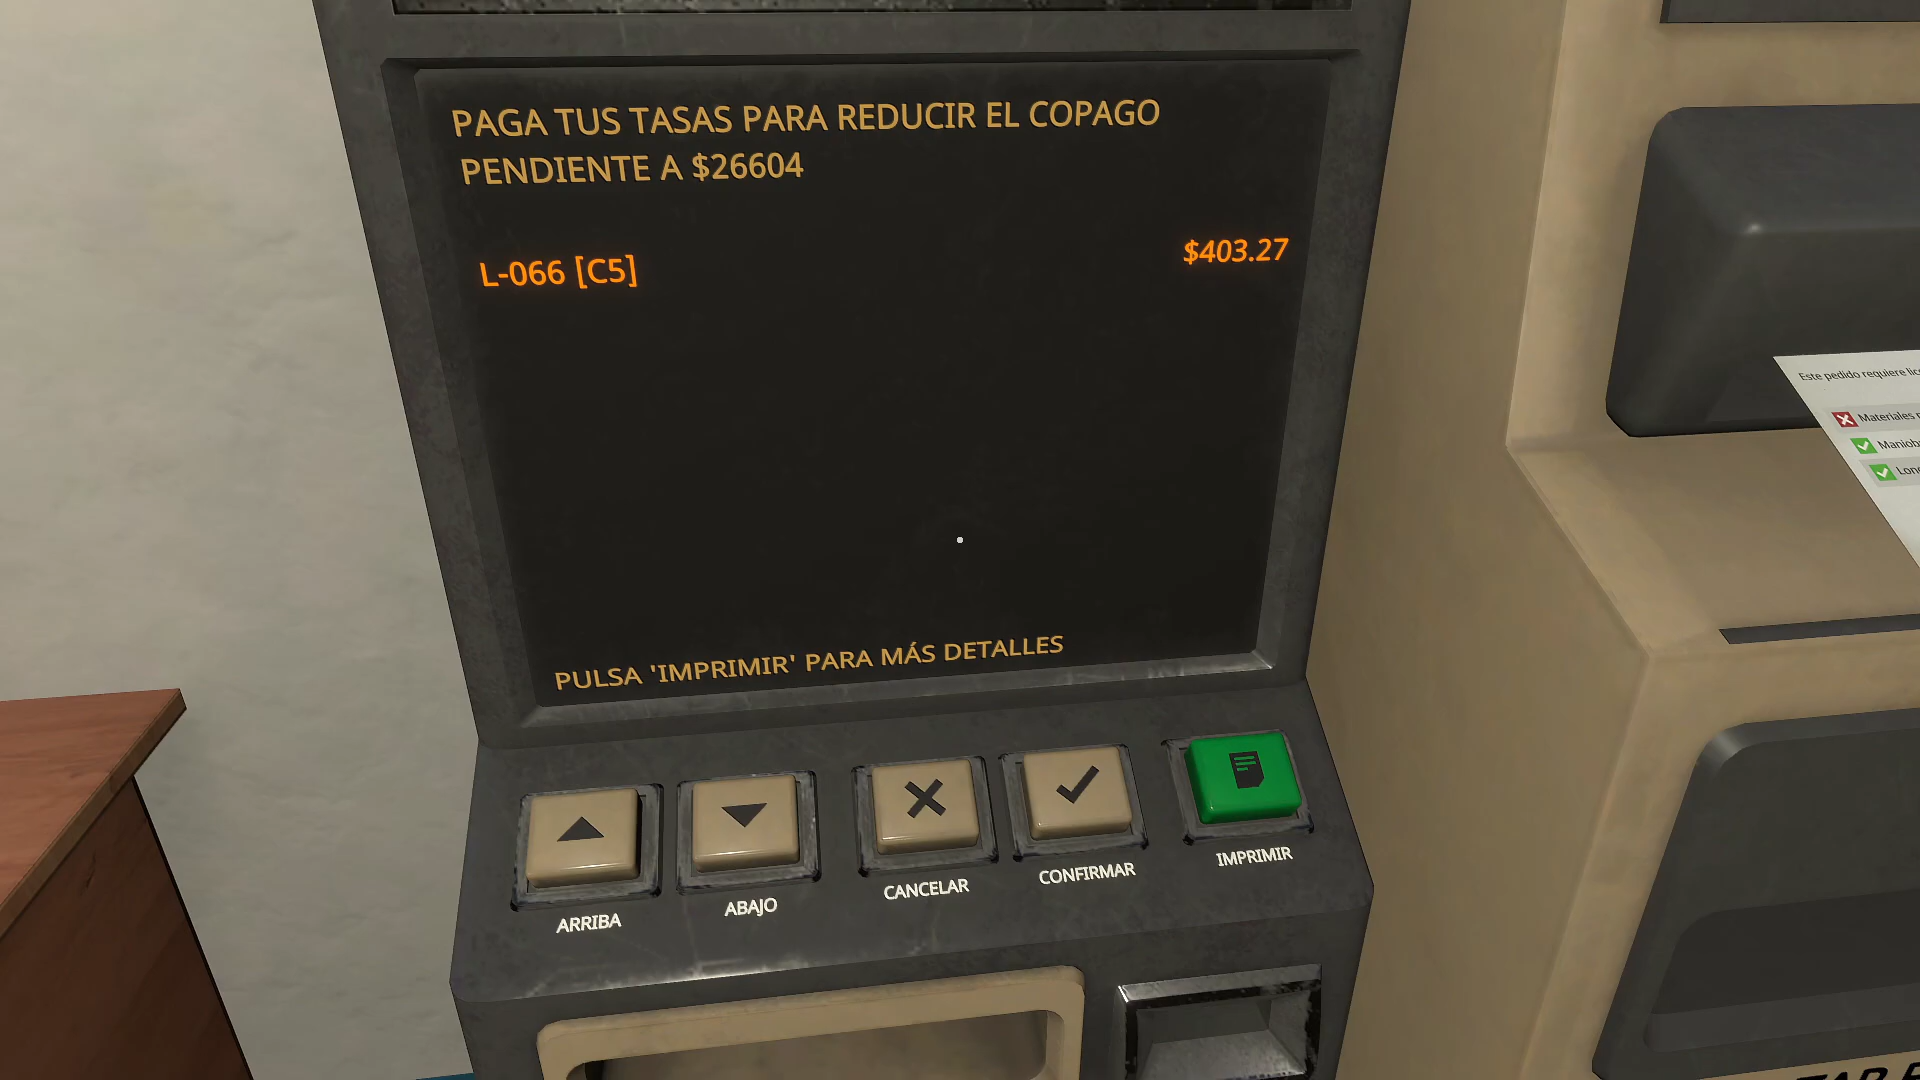 PAGA TUS TASAS PARA REDUCIR EL COPAGO
PENDIENTE A $26604
L-066 [C5] $403.27
PULSA 'IMPRIMIR' PARA MÁS DETALLES
ARRIBA
ABAJO
CANCELAR
CONFIRMAR
IMPRIMIR
Este pedido requiere
Materiales